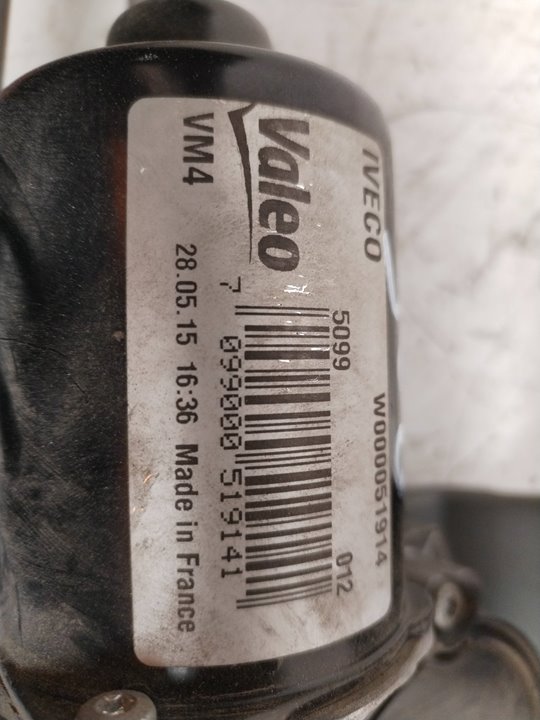 IVECO W000051914
5099 012
Valeo
7 099000 519141
VM4
28.05.15 16:36 Made in France